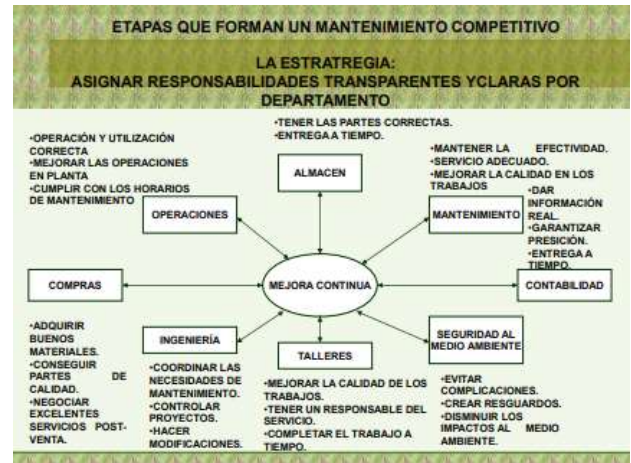 ETAPAS QUE FORMAN UN MANTENIMIENTO COMPETITIVO
LA ESTRATREGIA:
ASIGNAR RESPONSABILIDADES TRANSPARENTES YCLARAS POR
DEPARTAMENTO
•TENER LAS PARTES CORRECTAS.
•ENTREGA A TIEMPO.
ALMACEN
•OPERACIÓN Y UTILIZACIÓN
CORRECTA
•MEJORAR LAS OPERACIONES
EN PLANTA
•CUMPLIR CON LOS HORARIOS
DE MANTENIMIENTO
OPERACIONES
•MANTENER LA EFECTIVIDAD.
•SERVICIO ADECUADO.
•MEJORAR LA CALIDAD EN LOS
TRABAJOS
MANTENIMIENTO
•DAR
INFORMACIÓN
REAL.
•GARANTIZAR
PRESICIÓN.
•ENTREGA A
TIEMPO.
COMPRAS
MEJORA CONTINUA
CONTABILIDAD
•ADQUIRIR
BUENOS
MATERIALES.
•CONSEGUIR
PARTES DE
CALIDAD.
•NEGOCIAR
EXCELENTES
SERVICIOS POST-
VENTA.
INGENIERÍA
•COORDINAR LAS
NECESIDADES DE
MANTENIMIENTO.
•CONTROLAR
PROYECTOS.
•HACER
MODIFICACIONES.
TALLERES
•MEJORAR LA CALIDAD DE LOS
TRABAJOS.
•TENER UN RESPONSABLE DEL
SERVICIO.
•COMPLETAR EL TRABAJO A
TIEMPO.
SEGURIDAD AL
MEDIO AMBIENTE
•EVITAR
COMPLICACIONES.
•CREAR RESGUARDOS.
•DISMINUIR LOS
IMPACTOS AL MEDIO
AMBIENTE.